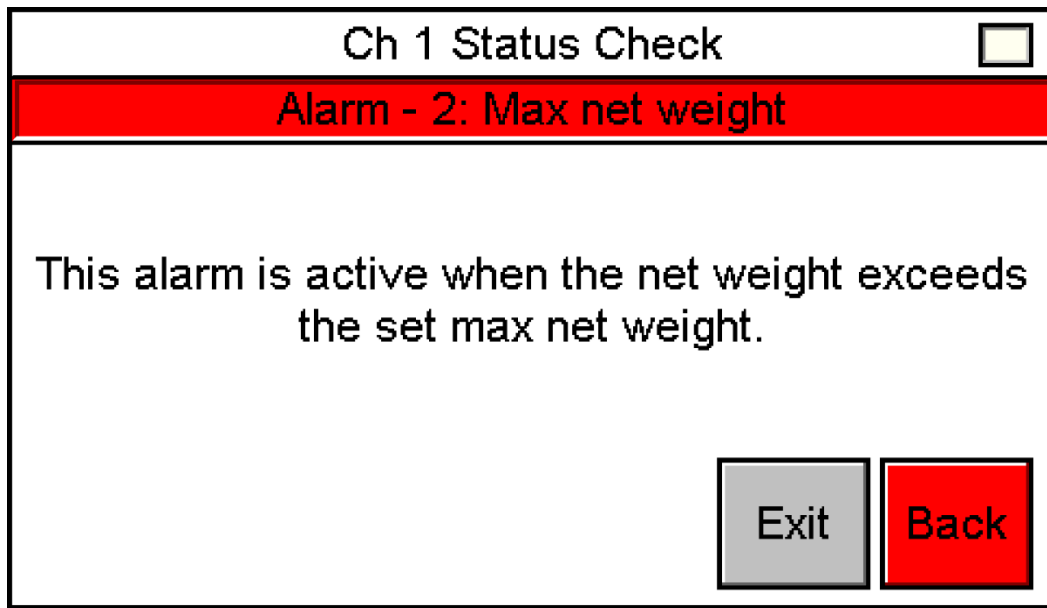 Ch 1 Status Check
Alarm - 2: Max net weight
This alarm is active when the net weight exceeds
the set max net weight.
Exit
Back